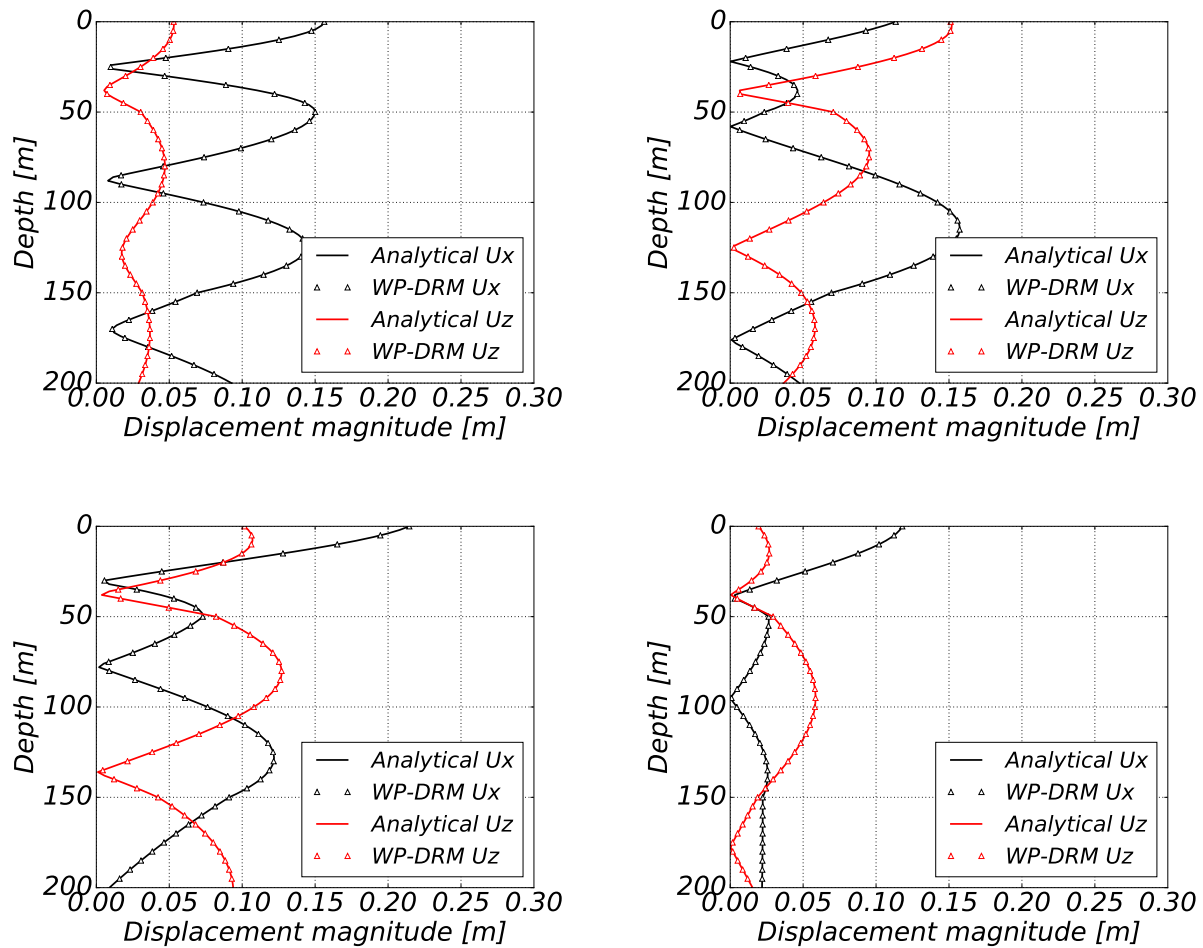 0
50
100
150
200
0.00 0.05 0.10 0.15 0.20 0.25 0.30
Displacement magnitude [m]
Depth [m]
Analytical Ux
WP-DRM Ux
Analytical Uz
WP-DRM Uz
0
50
100
150
200
0.00 0.05 0.10 0.15 0.20 0.25 0.30
Displacement magnitude [m]
Depth [m]
Analytical Ux
WP-DRM Ux
Analytical Uz
WP-DRM Uz
0
50
100
150
200
0.00 0.05 0.10 0.15 0.20 0.25 0.30
Displacement magnitude [m]
Depth [m]
Analytical Ux
WP-DRM Ux
Analytical Uz
WP-DRM Uz
0
50
100
150
200
0.00 0.05 0.10 0.15 0.20 0.25 0.30
Displacement magnitude [m]
Depth [m]
Analytical Ux
WP-DRM Ux
Analytical Uz
WP-DRM Uz